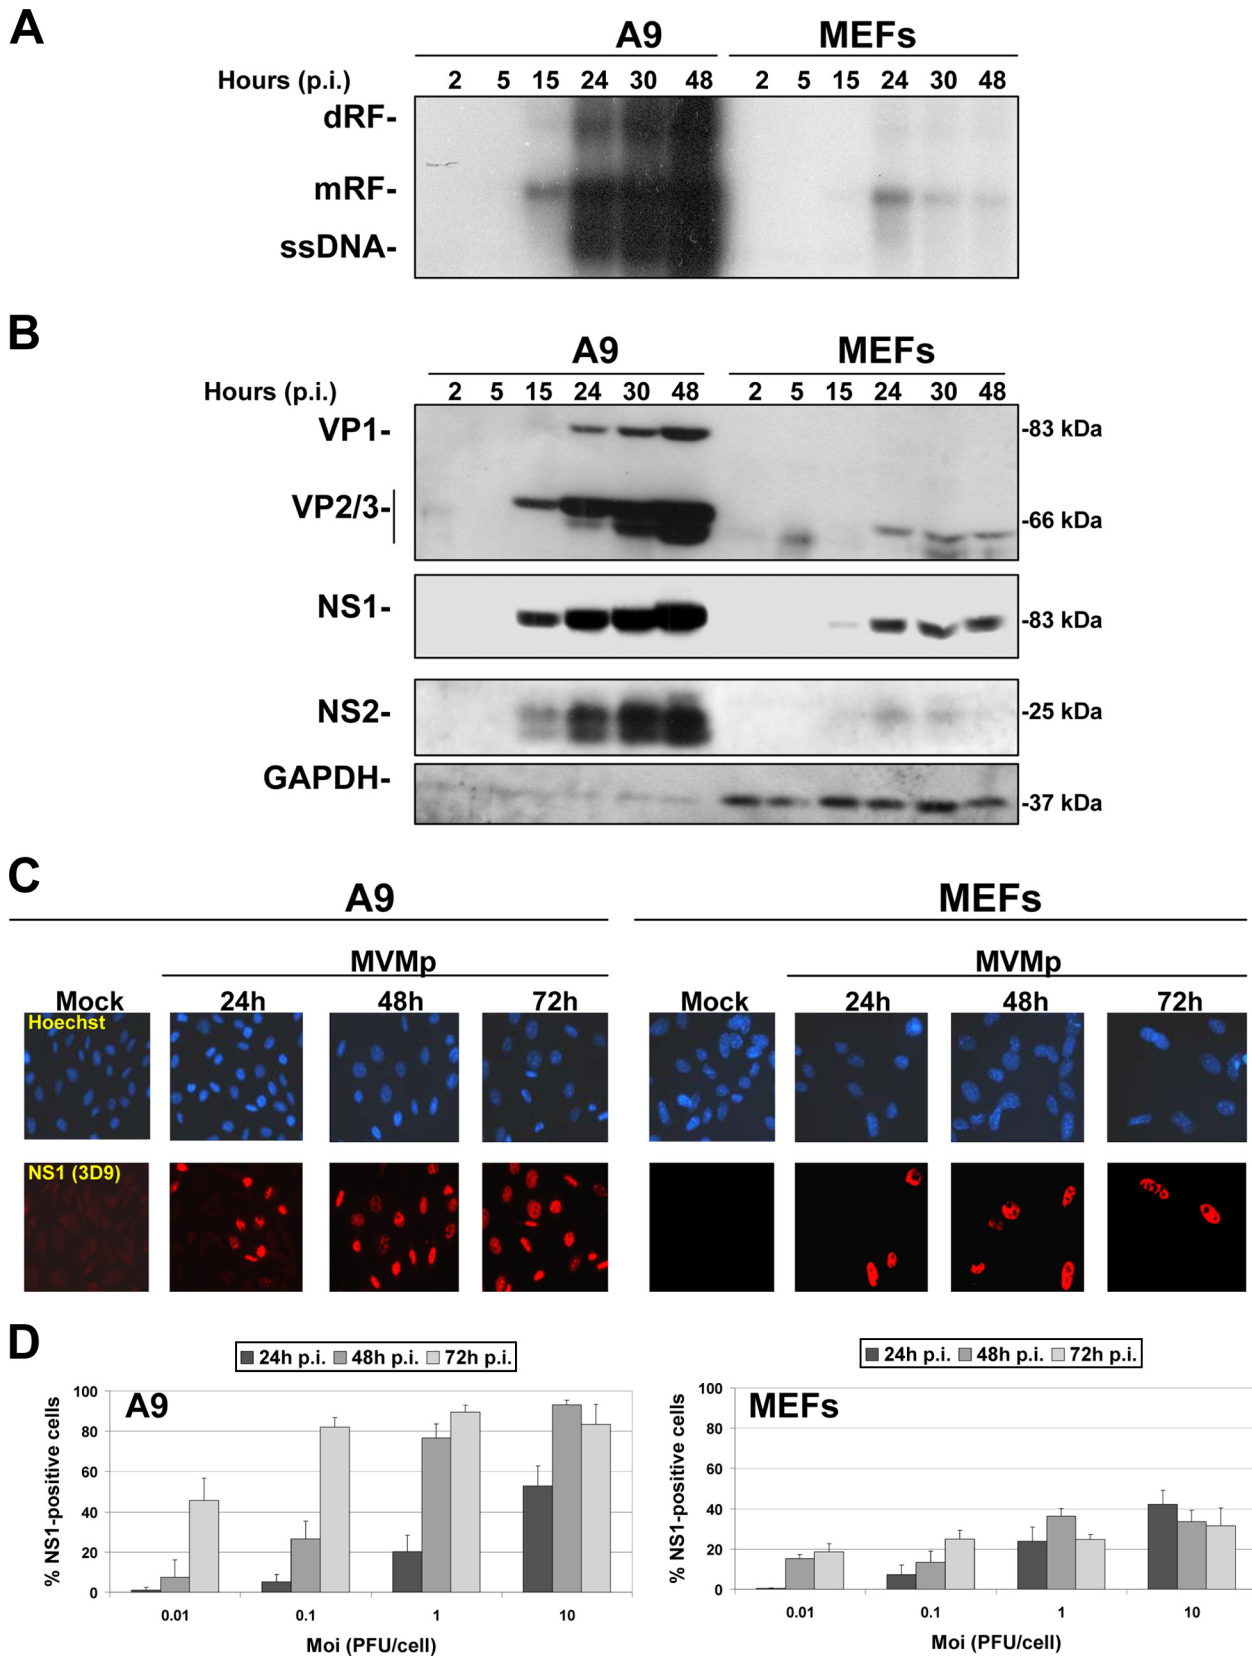 A
A9 MEFs
Hours (p.i.) 2 5 15 24 30 48 2 5 15 24 30 48
dRF-
mRF-
ssDNA-
B
A9 MEFs
Hours (p.i.) 2 5 15 24 30 48 2 5 15 24 30 48
VP1- -83 kDa
VP2/3- -66 kDa
NS1- -83 kDa
NS2- -25 kDa
GAPDH- -37 kDa
C
A9 MEFs
MVMp MVMp
Mock 24h 48h 72h Mock 24h 48h 72h
Hoechst
NS1 (3D9)
D
24h p.i. 48h p.i. 72h p.i.
A9
% NS1-positive cells
100
80
60
40
20
0
0.01 0.1 1 10
Moi (PFU/cell)
24h p.i. 48h p.i. 72h p.i.
MEFs
% NS1-positive cells
100
80
60
40
20
0
0.01 0.1 1 10
Moi (PFU/cell)